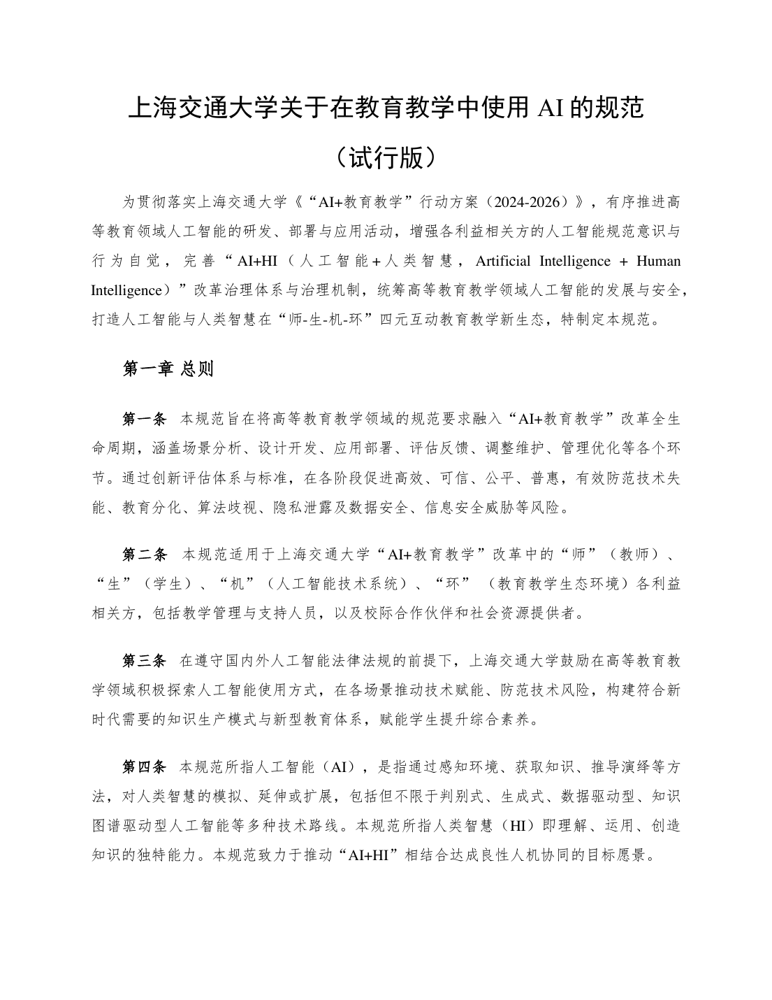 上海交通大学关于在教育教学中使用 AI 的规范
（试行版）
为贯彻落实上海交通大学《“AI+教育教学”行动方案（2024-2026）》，有序推进高
等教育领域人工智能的研发、部署与应用活动，增强各利益相关方的人工智能规范意识与
行为自觉，完善“AI+HI（人工智能+人类智慧，Artificial Intelligence + Human
Intelligence）”改革治理体系与治理机制，统筹高等教育教学领域人工智能的发展与安全，
打造人工智能与人类智慧在“师-生-机-环”四元互动教育教学新生态，特制定本规范。
第一章 总则
第一条 本规范旨在将高等教育教学领域的规范要求融入“AI+教育教学”改革全生
命周期，涵盖场景分析、设计开发、应用部署、评估反馈、调整维护、管理优化等各个环
节。通过创新评估体系与标准，在各阶段促进高效、可信、公平、普惠，有效防范技术失
能、教育分化、算法歧视、隐私泄露及数据安全、信息安全威胁等风险。
第二条 本规范适用于上海交通大学“AI+教育教学”改革中的“师”（教师）、
“生”（学生）、“机”（人工智能技术系统）、“环” （教育教学生态环境）各利益
相关方，包括教学管理与支持人员，以及校际合作伙伴和社会资源提供者。
第三条 在遵守国内外人工智能法律法规的前提下，上海交通大学鼓励在高等教育教
学领域积极探索人工智能使用方式，在各场景推动技术赋能、防范技术风险，构建符合新
时代需要的知识生产模式与新型教育体系，赋能学生提升综合素养。
第四条 本规范所指人工智能（AI），是指通过感知环境、获取知识、推导演绎等方
法，对人类智慧的模拟、延伸或扩展，包括但不限于判别式、生成式、数据驱动型、知识
图谱驱动型人工智能等多种技术路线。本规范所指人类智慧（HI）即理解、运用、创造
知识的独特能力。本规范致力于推动“AI+HI”相结合达成良性人机协同的目标愿景。